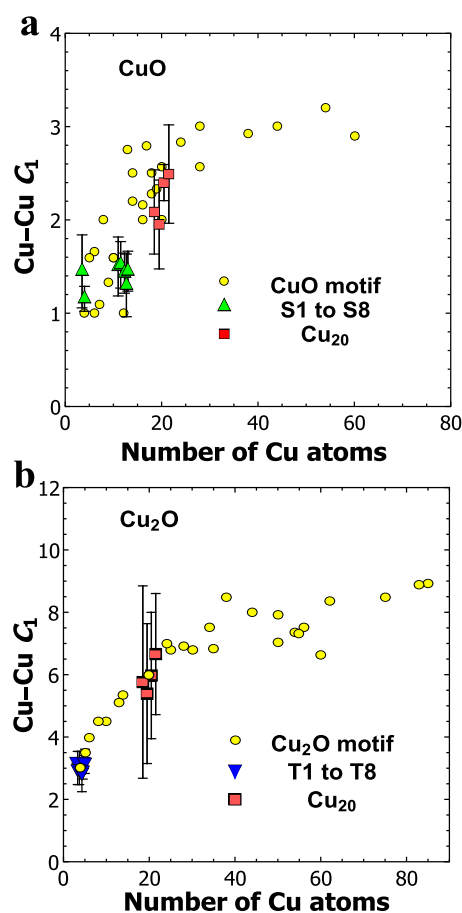 a
4
CuO
3
Cu–Cu C₁
2
CuO motif
1
S1 to S8
Cu₂₀
0
0 20 40 60 80
Number of Cu atoms
b
12
Cu₂O
10
8
Cu–Cu C₁
6
4
Cu₂O motif
T1 to T8
2
Cu₂₀
0
0 20 40 60 80
Number of Cu atoms